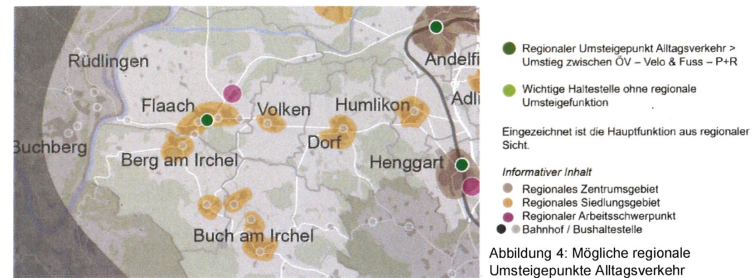 Rüdlingen
Andelfi
Flaach
Volken
Humlikon
Adli
Buchberg
Berg am Irchel
Dorf
Henggart
Buch am Irchel
Regionaler Umsteigepunkt Alltagsverkehr >
Umstieg zwischen ÖV – Velo & Fuss – P+R
Wichtige Haltestelle ohne regionale
Umsteigefunktion
Eingezeichnet ist die Hauptfunktion aus regionaler
Sicht.
Informativer Inhalt
Regionales Zentrumsgebiet
Regionales Siedlungsgebiet
Regionaler Arbeitsschwerpunkt
Bahnhof / Bushaltestelle
Abbildung 4: Mögliche regionale
Umsteigepunkte Alltagsverkehr